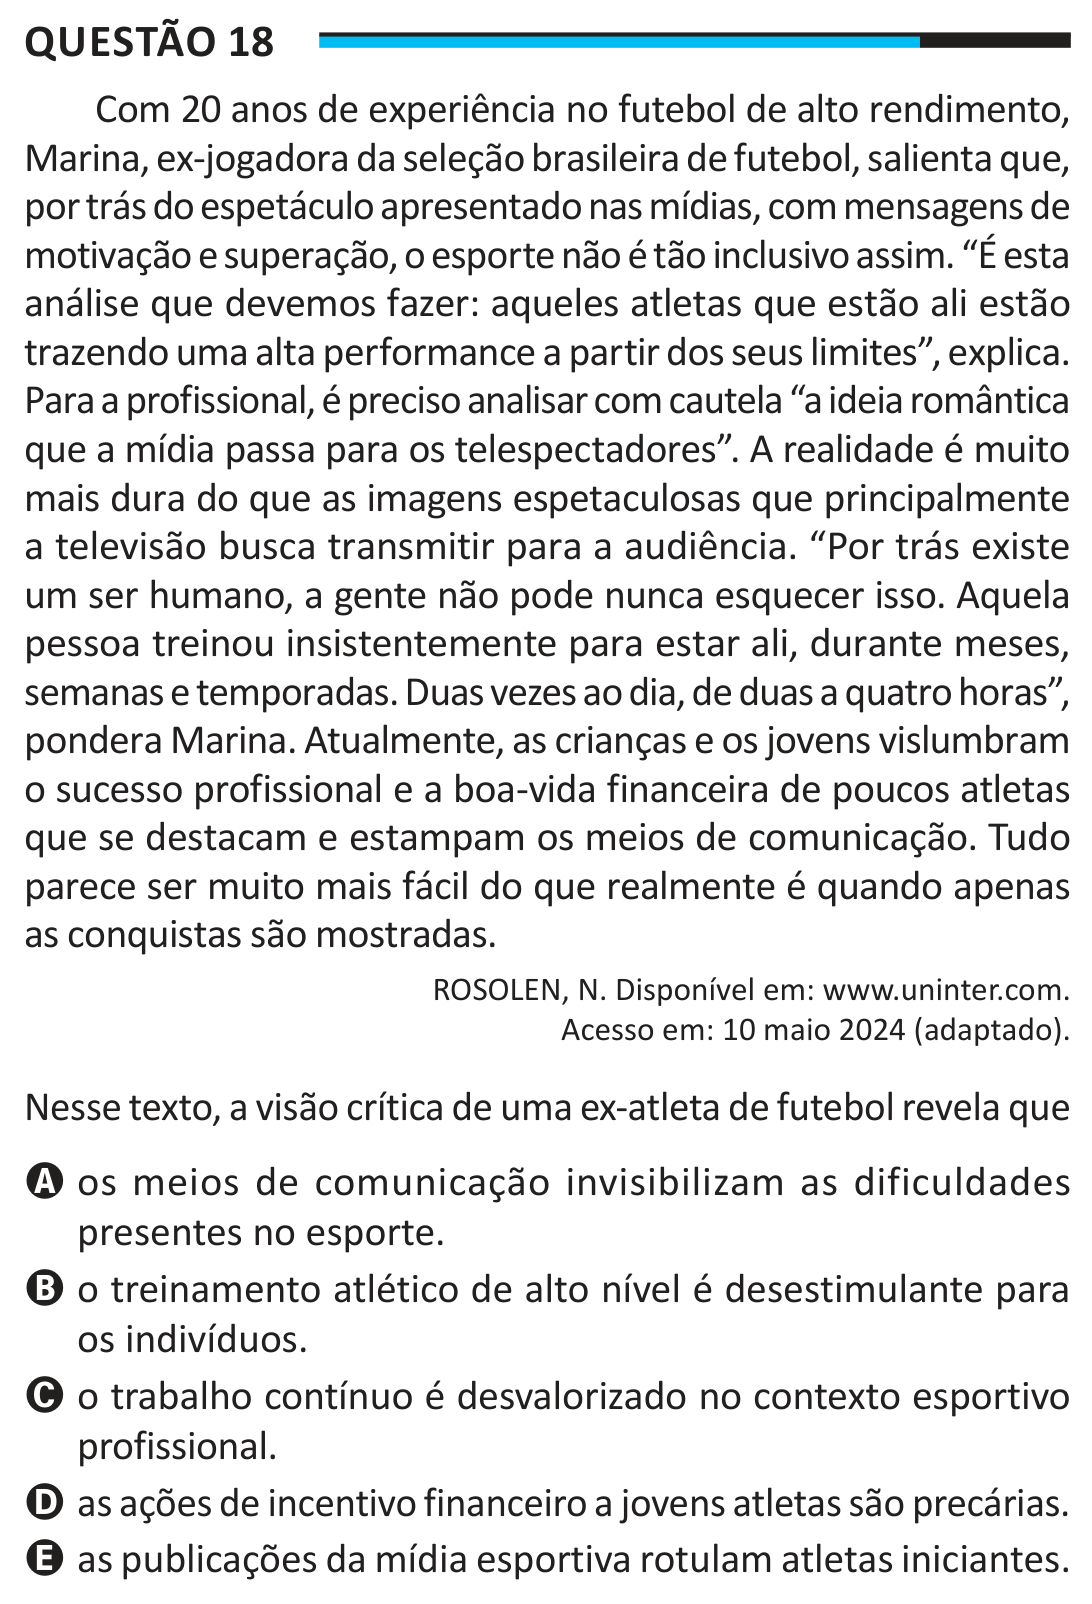 QUESTÃO 18
Com 20 anos de experiência no futebol de alto rendimento,
Marina, ex-jogadora da seleção brasileira de futebol, salienta que,
por trás do espetáculo apresentado nas mídias, com mensagens de
motivação e superação, o esporte não é tão inclusivo assim. “É esta
análise que devemos fazer: aqueles atletas que estão ali estão
trazendo uma alta performance a partir dos seus limites”, explica.
Para a profissional, é preciso analisar com cautela “a ideia romântica
que a mídia passa para os telespectadores”. A realidade é muito
mais dura do que as imagens espetaculosas que principalmente
a televisão busca transmitir para a audiência. “Por trás existe
um ser humano, a gente não pode nunca esquecer isso. Aquela
pessoa treinou insistentemente para estar ali, durante meses,
semanas e temporadas. Duas vezes ao dia, de duas a quatro horas”,
pondera Marina. Atualmente, as crianças e os jovens vislumbram
o sucesso profissional e a boa-vida financeira de poucos atletas
que se destacam e estampam os meios de comunicação. Tudo
parece ser muito mais fácil do que realmente é quando apenas
as conquistas são mostradas.
ROSOLEN, N. Disponível em: www.uninter.com.
Acesso em: 10 maio 2024 (adaptado).
Nesse texto, a visão crítica de uma ex-atleta de futebol revela que
A os meios de comunicação invisibilizam as dificuldades
presentes no esporte.
B o treinamento atlético de alto nível é desestimulante para
os indivíduos.
C o trabalho contínuo é desvalorizado no contexto esportivo
profissional.
D as ações de incentivo financeiro a jovens atletas são precárias.
E as publicações da mídia esportiva rotulam atletas iniciantes.